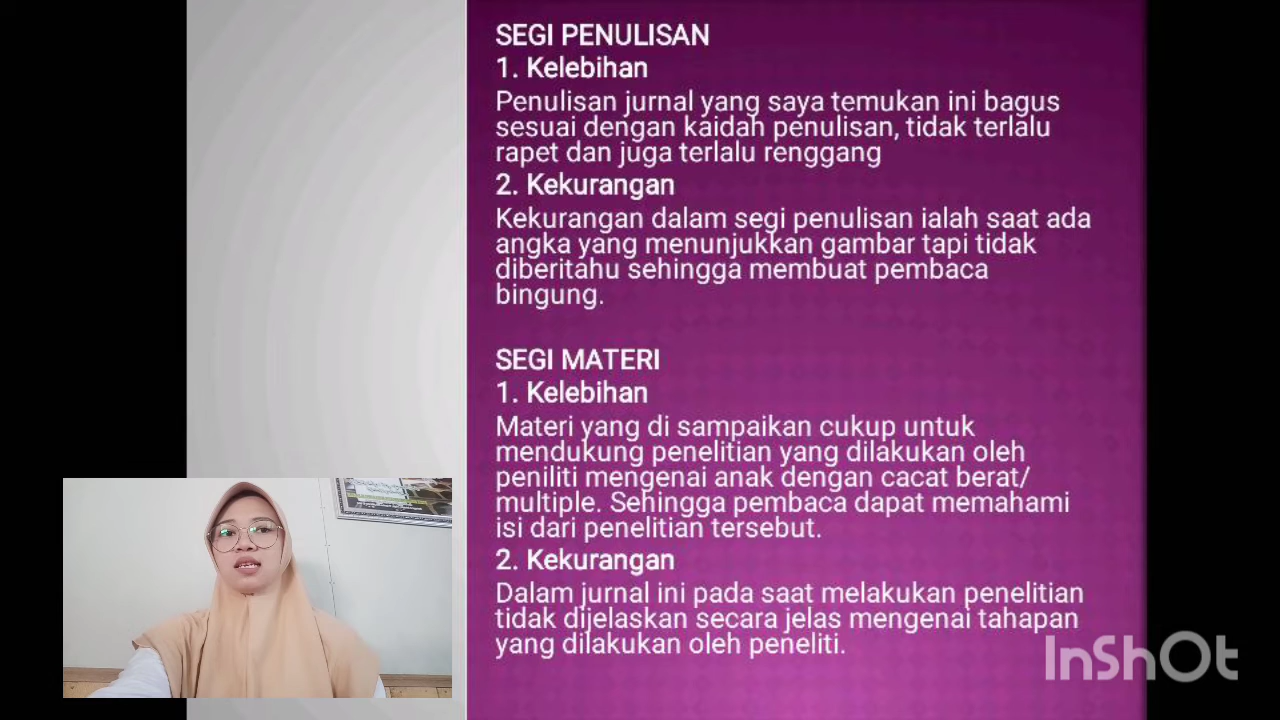 SEGI PENULISAN
1. Kelebihan
Penulisan jurnal yang saya temukan ini bagus
sesuai dengan kaidah penulisan, tidak terlalu
rapet dan juga terlalu renggang
2. Kekurangan
Kekurangan dalam segi penulisan ialah saat ada
angka yang menunjukkan gambar tapi tidak
diberitahu sehingga membuat pembaca
bingung.
SEGI MATERI
1. Kelebihan
Materi yang di sampaikan cukup untuk
mendukung penelitian yang dilakukan oleh
peniliti mengenai anak dengan cacat berat/
multiple. Sehingga pembaca dapat memahami
isi dari penelitian tersebut.
2. Kekurangan
Dalam jurnal ini pada saat melakukan penelitian
tidak dijelaskan secara jelas mengenai tahapan
yang dilakukan oleh peneliti.
InShOt